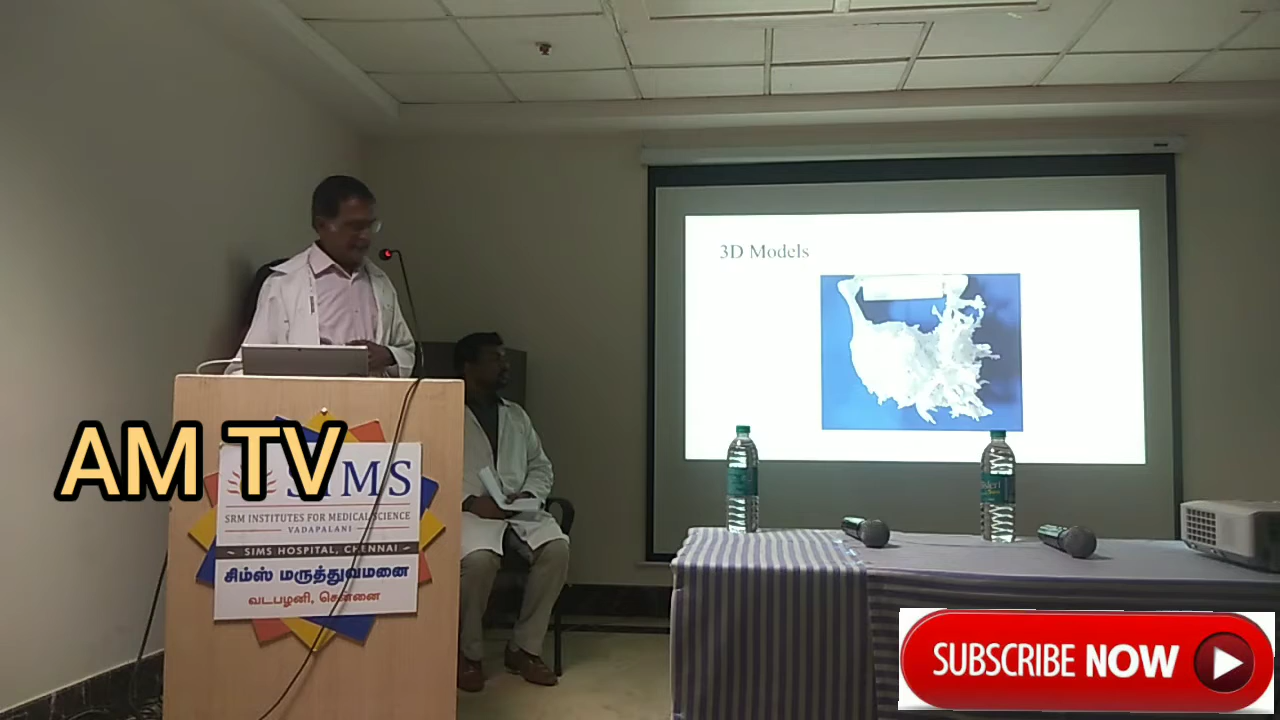 3D Models
AM TV
SIMS
SRM INSTITUTES FOR MEDICAL SCIENCE
VADAPALANI
~ SIMS HOSPITAL, CHENNAI ~
சிம்ஸ் மருத்துவமனை
வடபழனி, சென்னை
SUBSCRIBE NOW